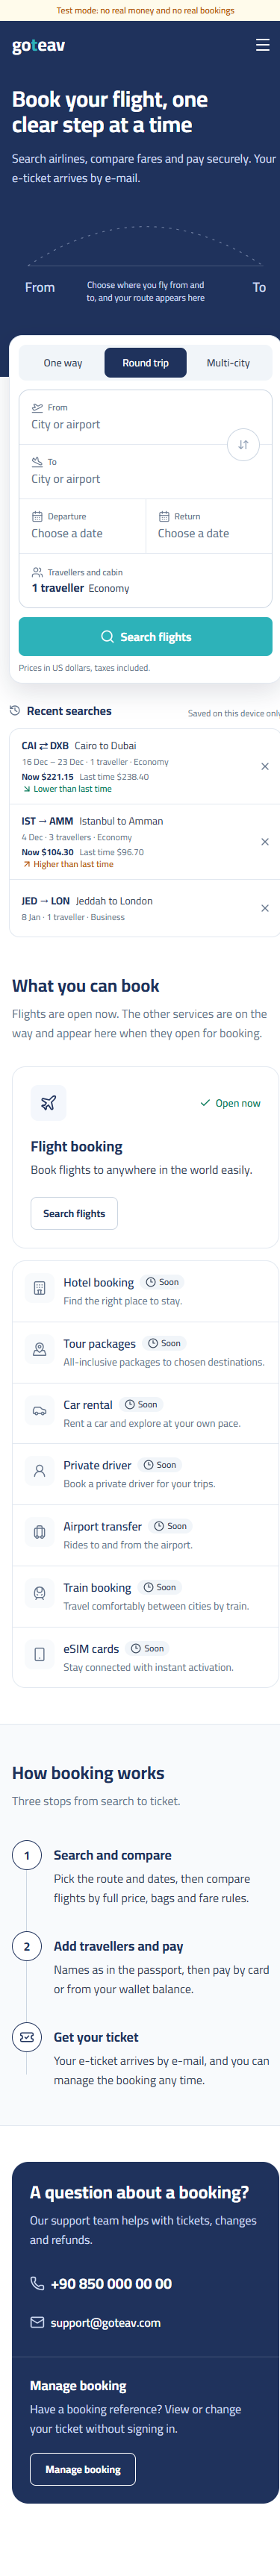 Test mode: no real money and no real bookings
goteav
Book your flight, one
clear step at a time
Search airlines, compare fares and pay securely. Your
e-ticket arrives by e-mail.
From
Choose where you fly from and
to, and your route appears here
To
One way
Round trip
Multi-city
From
City or airport
To
City or airport
Departure
Choose a date
Return
Choose a date
Travellers and cabin
1 traveller Economy
Search flights
Prices in US dollars, taxes included.
Recent searches
Saved on this device only
CAI ⇄ DXB Cairo to Dubai
16 Dec – 23 Dec · 1 traveller · Economy
Now $221.15 Last time $238.40
↘ Lower than last time
IST → AMM Istanbul to Amman
4 Dec · 3 travellers · Economy
Now $104.30 Last time $96.70
↗ Higher than last time
JED → LON Jeddah to London
8 Jan · 1 traveller · Business
What you can book
Flights are open now. The other services are on the
way and appear here when they open for booking.
Open now
Flight booking
Book flights to anywhere in the world easily.
Search flights
Hotel booking Soon
Find the right place to stay.
Tour packages Soon
All-inclusive packages to chosen destinations.
Car rental Soon
Rent a car and explore at your own pace.
Private driver Soon
Book a private driver for your trips.
Airport transfer Soon
Rides to and from the airport.
Train booking Soon
Travel comfortably between cities by train.
eSIM cards Soon
Stay connected with instant activation.
How booking works
Three stops from search to ticket.
1
Search and compare
Pick the route and dates, then compare
flights by full price, bags and fare rules.
2
Add travellers and pay
Names as in the passport, then pay by card
or from your wallet balance.
Get your ticket
Your e-ticket arrives by e-mail, and you can
manage the booking any time.
A question about a booking?
Our support team helps with tickets, changes
and refunds.
+90 850 000 00 00
support@goteav.com
Manage booking
Have a booking reference? View or change
your ticket without signing in.
Manage booking